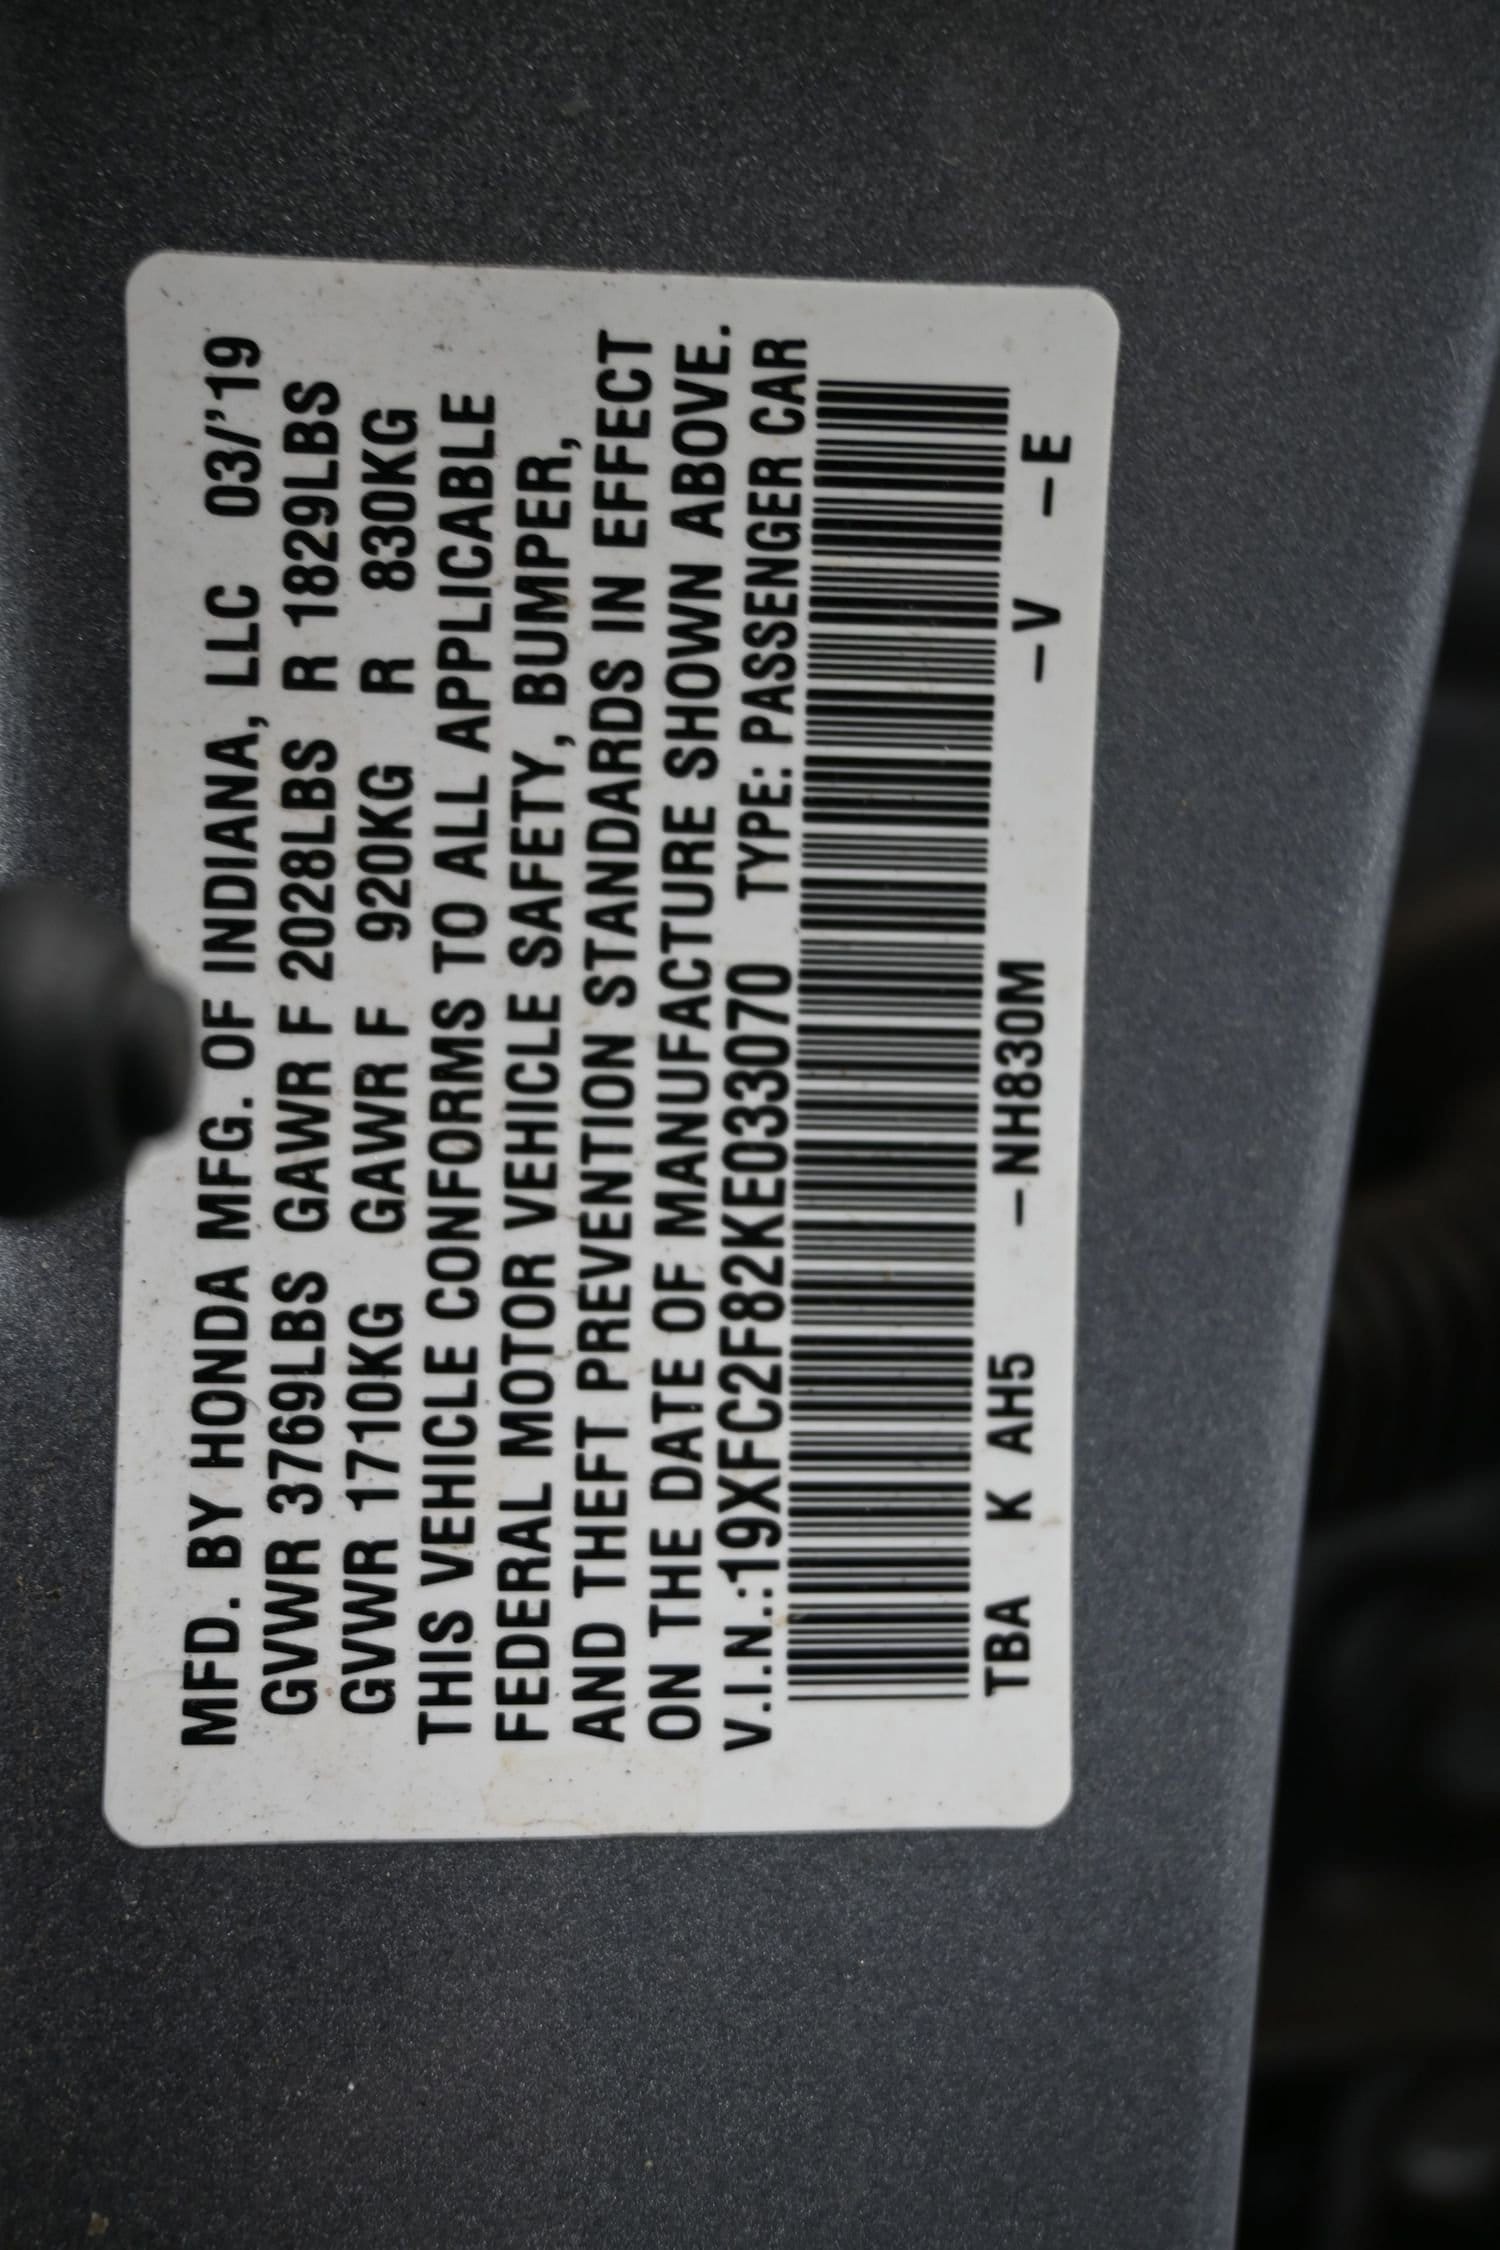 MFD. BY HONDA MFG. OF INDIANA, LLC 03/'19
GVWR 3769LBS GAWR F 2028LBS R 1829LBS
GVWR 1710KG GAWR F 920KG R 830KG
THIS VEHICLE CONFORMS TO ALL APPLICABLE
FEDERAL MOTOR VEHICLE SAFETY, BUMPER,
AND THEFT PREVENTION STANDARDS IN EFFECT
ON THE DATE OF MANUFACTURE SHOWN ABOVE.
V.I.N.:19XFC2F82KE033070 TYPE: PASSENGER CAR
TBA K AH5 –NH830M –V –E